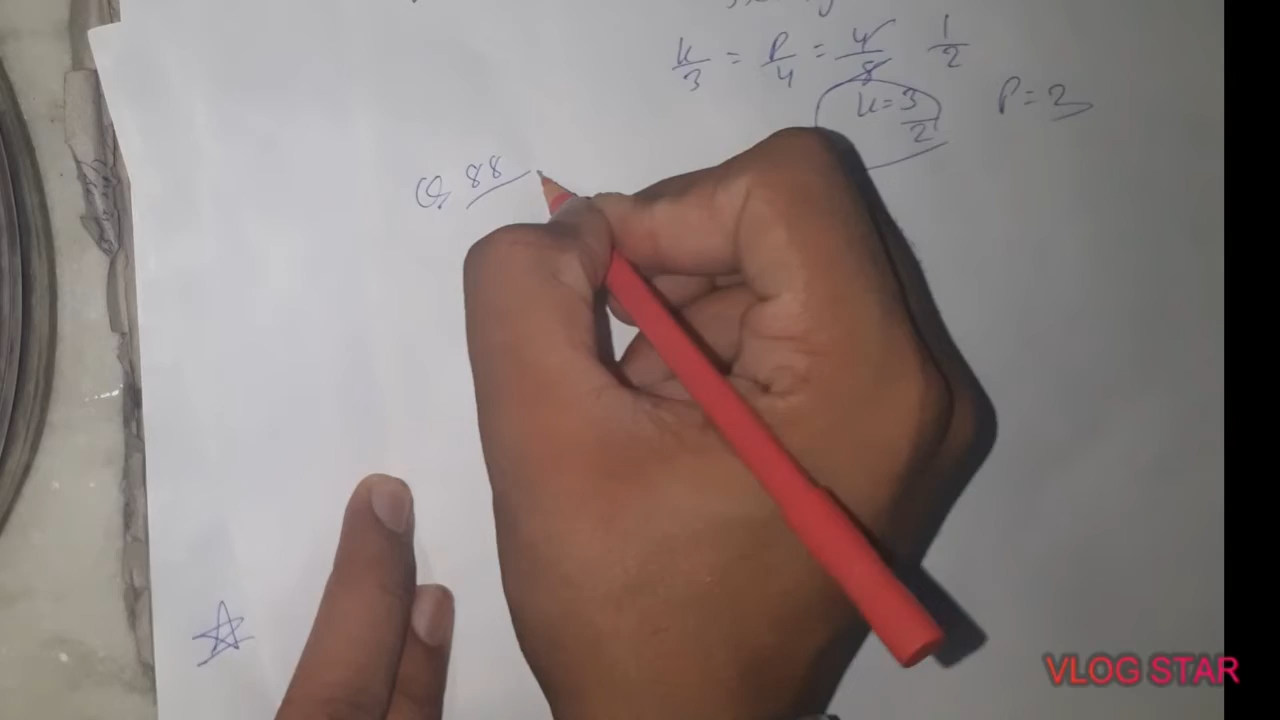 k/3 = P/4 = 4/8 1/2
k = 3/2 P = 2
Q 88
VLOG STAR